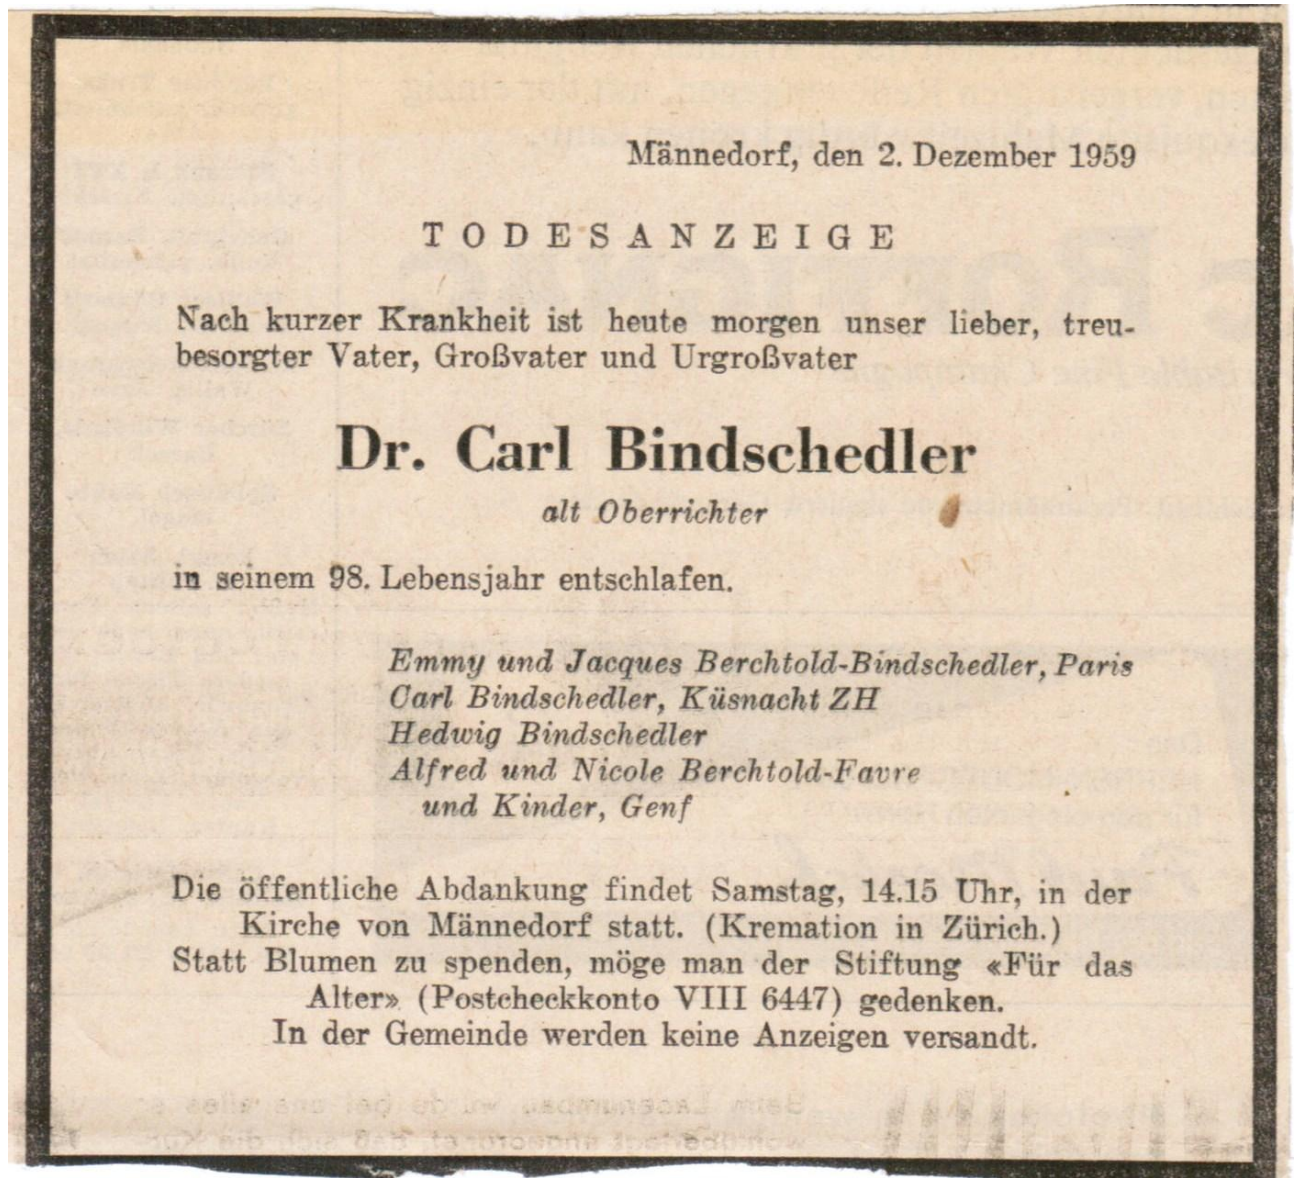 Männedorf, den 2. Dezember 1959
TODESANZEIGE
Nach kurzer Krankheit ist heute morgen unser lieber, treu-
besorgter Vater, Großvater und Urgroßvater
Dr. Carl Bindschedler
alt Oberrichter
in seinem 98. Lebensjahr entschlafen.
Emmy und Jacques Berchtold-Bindschedler, Paris
Carl Bindschedler, Küsnacht ZH
Hedwig Bindschedler
Alfred und Nicole Berchtold-Favre
und Kinder, Genf
Die öffentliche Abdankung findet Samstag, 14.15 Uhr, in der
Kirche von Männedorf statt. (Kremation in Zürich.)
Statt Blumen zu spenden, möge man der Stiftung «Für das
Alter» (Postcheckkonto VIII 6447) gedenken.
In der Gemeinde werden keine Anzeigen versandt.